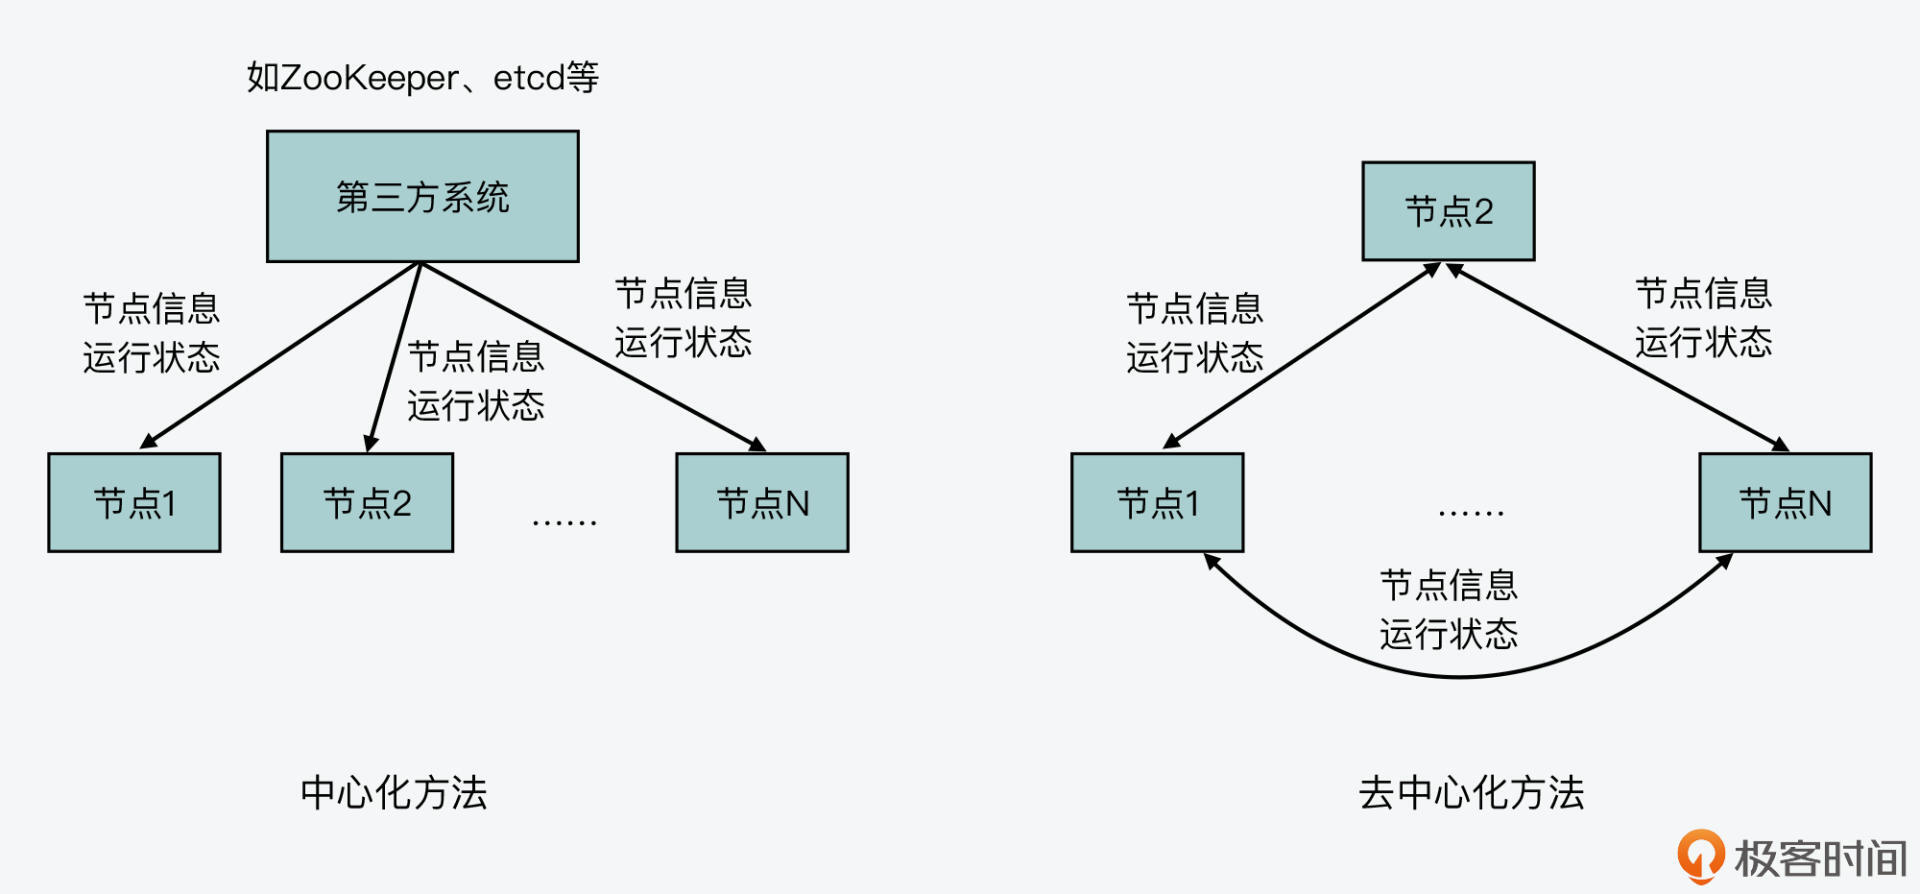 如ZooKeeper、etcd等
第三方系统
节点信息
运行状态
节点信息
运行状态
节点信息
运行状态
节点1
节点2
......
节点N
中心化方法
节点2
节点信息
运行状态
节点信息
运行状态
节点1
......
节点N
节点信息
运行状态
去中心化方法
极客时间